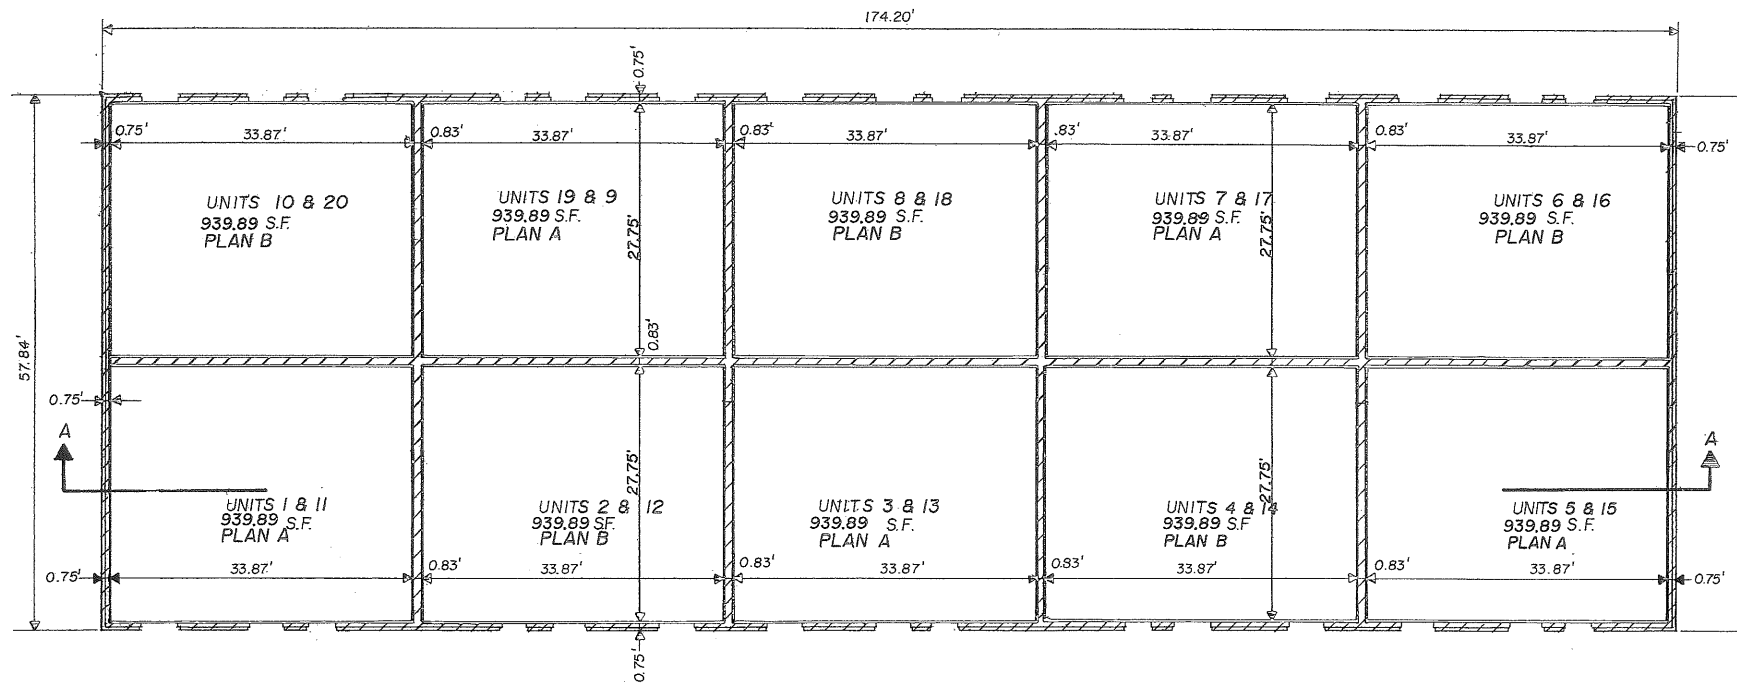 174.20'
0.75'
0.75' 33.87' 0.83' 33.87' 0.83' 33.87' .83' 33.87' 0.83' 33.87' 0.75'
UNITS 10 & 20
939.89 S.F.
PLAN B
UNITS 19 & 9
939.89 S.F.
PLAN A
27.75'
UNITS 8 & 18
939.89 S.F.
PLAN B
UNITS 7 & 17
939.89 S.F.
PLAN A
27.75'
UNITS 6 & 16
939.89 S.F.
PLAN B
0.83'
57.84'
0.75'
A
A
UNITS 1 & 11
939.89 S.F.
PLAN A
27.75'
UNITS 2 & 12
939.89 S.F.
PLAN B
UNITS 3 & 13
939.89 S.F.
PLAN A
27.75'
UNITS 4 & 14
939.89 S.F
PLAN B
UNITS 5 & 15
939.89 S.F.
PLAN A
0.75' 33.87' 0.83' 33.87' 0.83' 33.87' 0.83' 33.87' 0.83' 33.87' 0.75'
0.75'